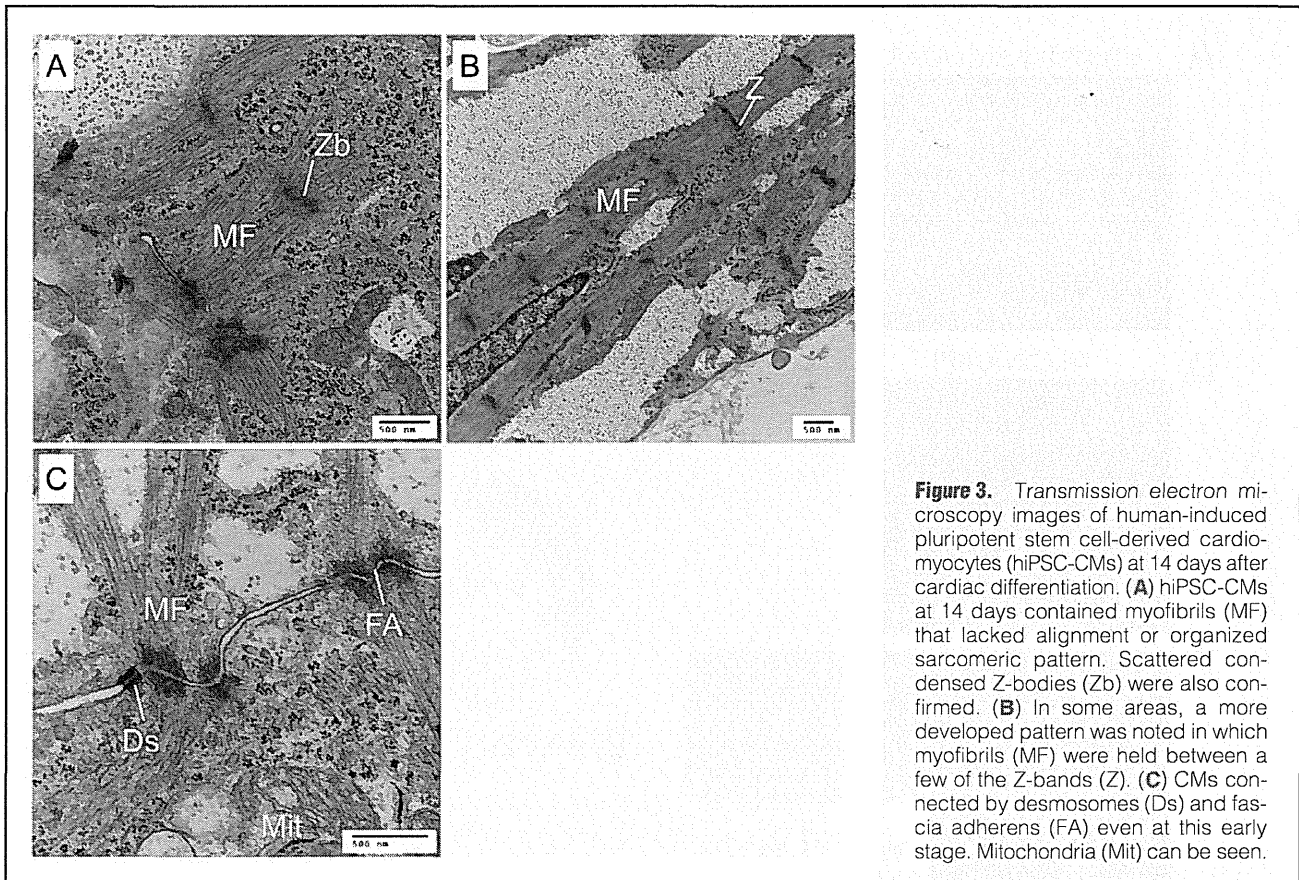 A
Zb
MF
500 nm
B
Z
MF
500 nm
C
MF
FA
Ds
Mit
500 nm
Figure 3. Transmission electron mi-
croscopy images of human-induced
pluripotent stem cell-derived cardio-
myocytes (hiPSC-CMs) at 14 days after
cardiac differentiation. (A) hiPSC-CMs
at 14 days contained myofibrils (MF)
that lacked alignment or organized
sarcomeric pattern. Scattered con-
densed Z-bodies (Zb) were also con-
firmed. (B) In some areas, a more
developed pattern was noted in which
myofibrils (MF) were held between a
few of the Z-bands (Z). (C) CMs con-
nected by desmosomes (Ds) and fas-
cia adherens (FA) even at this early
stage. Mitochondria (Mit) can be seen.